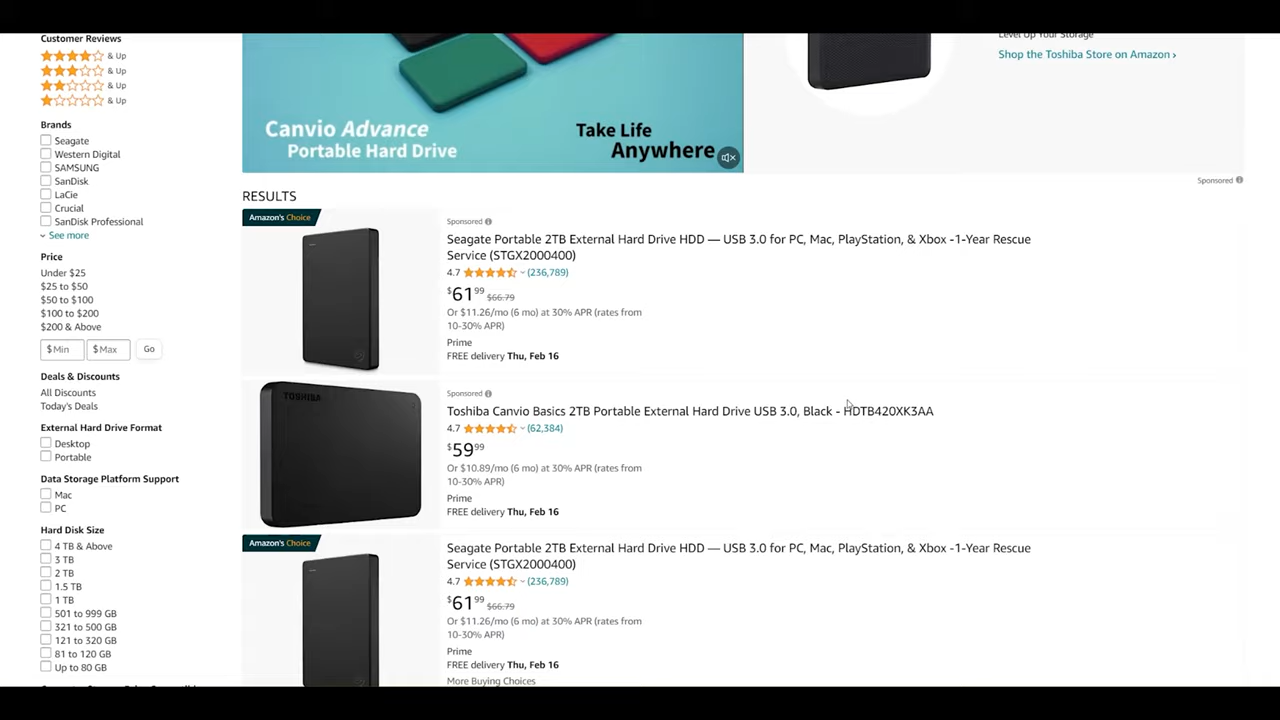 Customer Reviews
& Up
& Up
& Up
& Up
Brands
Seagate
Western Digital
SAMSUNG
SanDisk
LaCie
Crucial
SanDisk Professional
See more
Price
Under $25
$25 to $50
$50 to $100
$100 to $200
$200 & Above
$ Min
$ Max
Go
Deals & Discounts
All Discounts
Today's Deals
External Hard Drive Format
Desktop
Portable
Data Storage Platform Support
Mac
PC
Hard Disk Size
4 TB & Above
3 TB
2 TB
1.5 TB
1 TB
501 to 999 GB
321 to 500 GB
121 to 320 GB
81 to 120 GB
Up to 80 GB
Canvio Advance
Portable Hard Drive
Take Life
Anywhere
Level Up Your Storage
Shop the Toshiba Store on Amazon ›
Sponsored
RESULTS
Amazon's Choice
Sponsored
Seagate Portable 2TB External Hard Drive HDD — USB 3.0 for PC, Mac, PlayStation, & Xbox -1-Year Rescue
Service (STGX2000400)
4.7 (236,789)
$61.99 $66.79
Or $11.26/mo (6 mo) at 30% APR (rates from
10-30% APR)
Prime
FREE delivery Thu, Feb 16
TOSHIBA
Sponsored
Toshiba Canvio Basics 2TB Portable External Hard Drive USB 3.0, Black - HDTB420XK3AA
4.7 (62,384)
$59.99
Or $10.89/mo (6 mo) at 30% APR (rates from
10-30% APR)
Prime
FREE delivery Thu, Feb 16
Amazon's Choice
Seagate Portable 2TB External Hard Drive HDD — USB 3.0 for PC, Mac, PlayStation, & Xbox -1-Year Rescue
Service (STGX2000400)
4.7 (236,789)
$61.99 $66.79
Or $11.26/mo (6 mo) at 30% APR (rates from
10-30% APR)
Prime
FREE delivery Thu, Feb 16
More Buying Choices